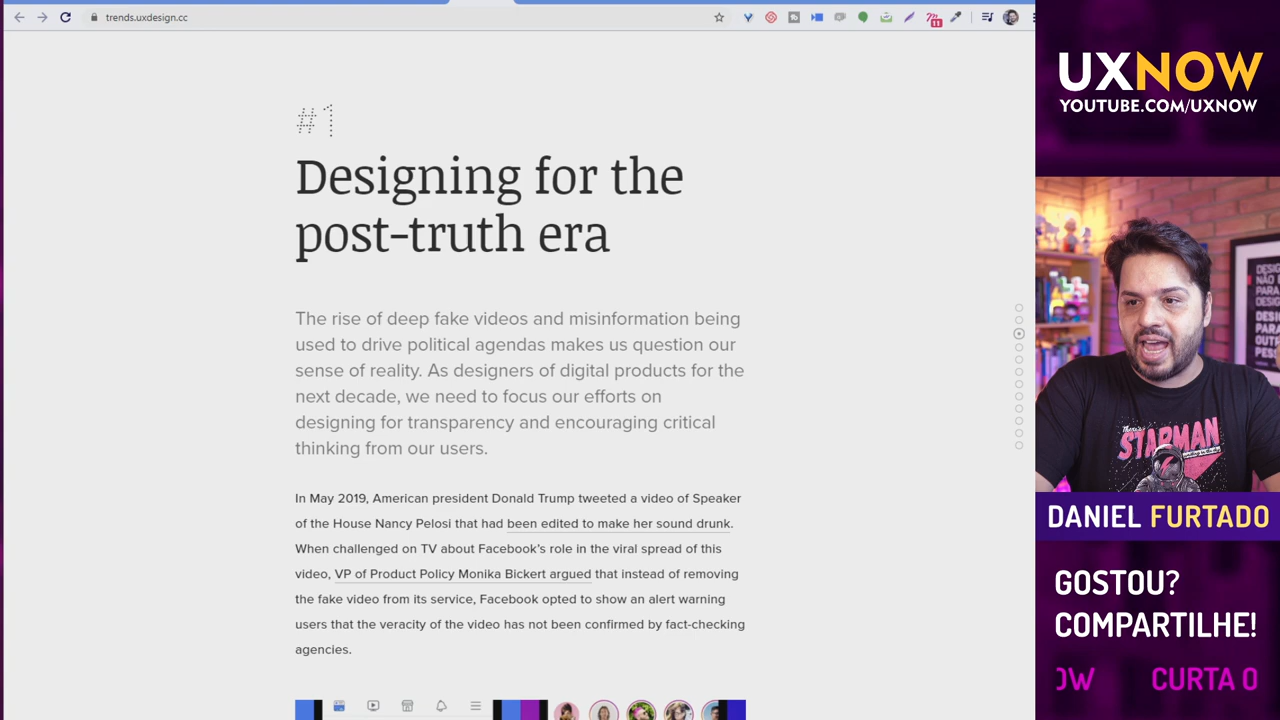 trends.uxdesign.cc
11
#1
Designing for the
post-truth era
The rise of deep fake videos and misinformation being
used to drive political agendas makes us question our
sense of reality. As designers of digital products for the
next decade, we need to focus our efforts on
designing for transparency and encouraging critical
thinking from our users.
In May 2019, American president Donald Trump tweeted a video of Speaker
of the House Nancy Pelosi that had been edited to make her sound drunk.
When challenged on TV about Facebook’s role in the viral spread of this
video, VP of Product Policy Monika Bickert argued that instead of removing
the fake video from its service, Facebook opted to show an alert warning
users that the veracity of the video has not been confirmed by fact-checking
agencies.
UXNOW
YOUTUBE.COM/UXNOW
There's
STARMAN
DANIEL FURTADO
GOSTOU?
COMPARTILHE!
OW CURTA O